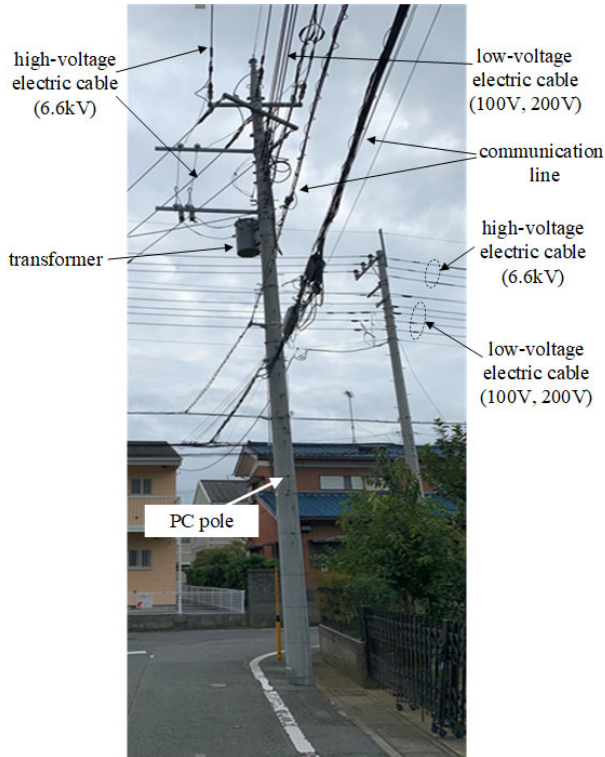 high-voltage
electric cable
(6.6kV)
low-voltage
electric cable
(100V, 200V)
communication
line
high-voltage
electric cable
(6.6kV)
transformer
low-voltage
electric cable
(100V, 200V)
PC pole